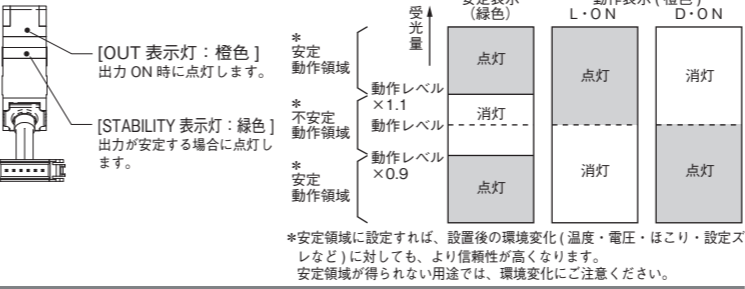 安定表示
(緑色)
動作表示(橙色)
L・ON
D・ON
受光量
[OUT 表示灯：橙色]
出力 ON 時に点灯します。
[STABILITY 表示灯：緑色]
出力が安定する場合に点灯し
ます。
*
安定
動作領域
*
不安定
動作領域
*
安定
動作領域
動作レベル
×1.1
動作レベル
動作レベル
×0.9
点灯
消灯
点灯
点灯
消灯
消灯
点灯
*安定領域に設定すれば、設置後の環境変化(温度・電圧・ほこり・設定ズ
レなど)に対しても、より信頼性が高くなります。
安定領域が得られない用途では、環境変化にご注意ください。